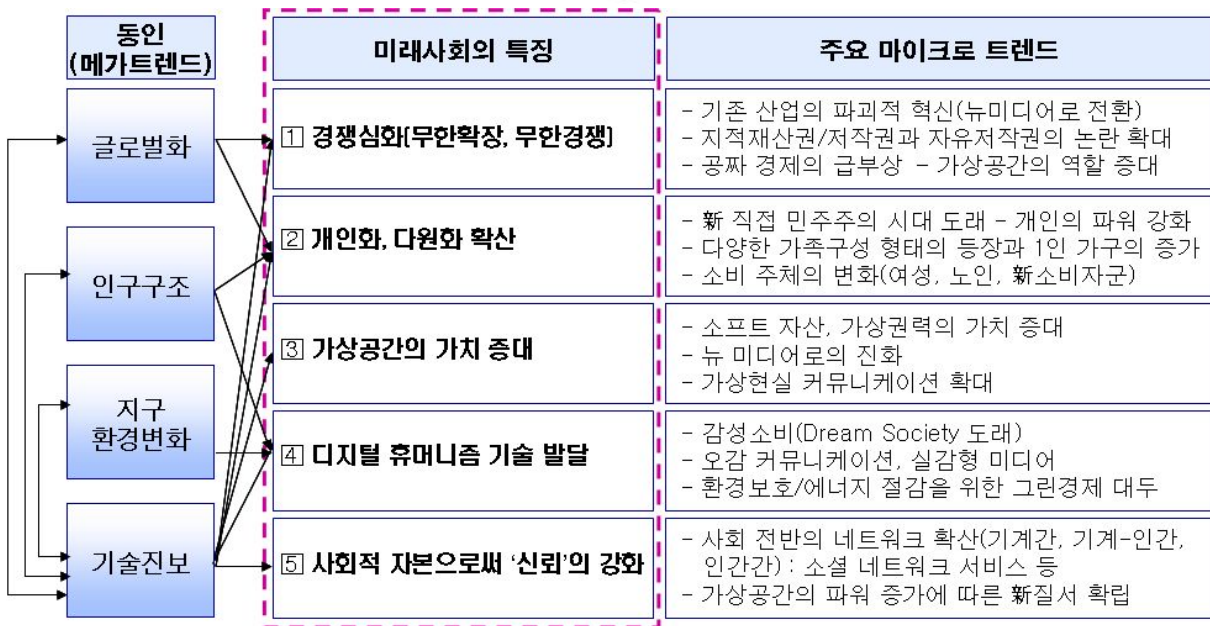 동인
(메가트렌드)
미래사회의 특징
주요 마이크로 트렌드
글로벌화
인구구조
지구
환경변화
기술진보
1 경쟁심화(무한확장, 무한경쟁)
- 기존 산업의 파괴적 혁신(뉴미디어로 전환)
- 지적재산권/저작권과 자유저작권의 논란 확대
- 공짜 경제의 급부상 - 가상공간의 역할 증대
2 개인화, 다원화 확산
- 新 직접 민주주의 시대 도래 - 개인의 파워 강화
- 다양한 가족구성 형태의 등장과 1인 가구의 증가
- 소비 주체의 변화(여성, 노인, 新소비자군)
3 가상공간의 가치 증대
- 소프트 자산, 가상권력의 가치 증대
- 뉴 미디어로의 진화
- 가상현실 커뮤니케이션 확대
4 디지털 휴머니즘 기술 발달
- 감성소비(Dream Society 도래)
- 오감 커뮤니케이션, 실감형 미디어
- 환경보호/에너지 절감을 위한 그린경제 대두
5 사회적 자본으로써 ‘신뢰’의 강화
- 사회 전반의 네트워크 확산(기계간, 기계-인간,
인간간) : 소셜 네트워크 서비스 등
- 가상공간의 파워 증가에 따른 新질서 확립